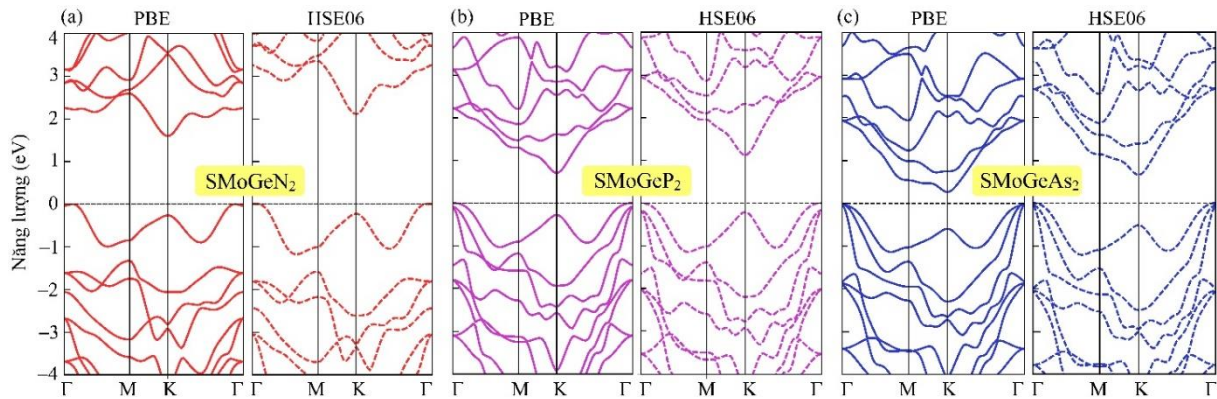 (a) PBE HSE06 (b) PBE HSE06 (c) PBE HSE06
Năng lượng (eV)
4
3
2
1
0
−1
−2
−3
−4
SMoGeN₂ SMoGeP₂ SMoGeAs₂
Γ M K Γ Γ M K Γ Γ M K Γ Γ M K Γ Γ M K Γ Γ M K Γ